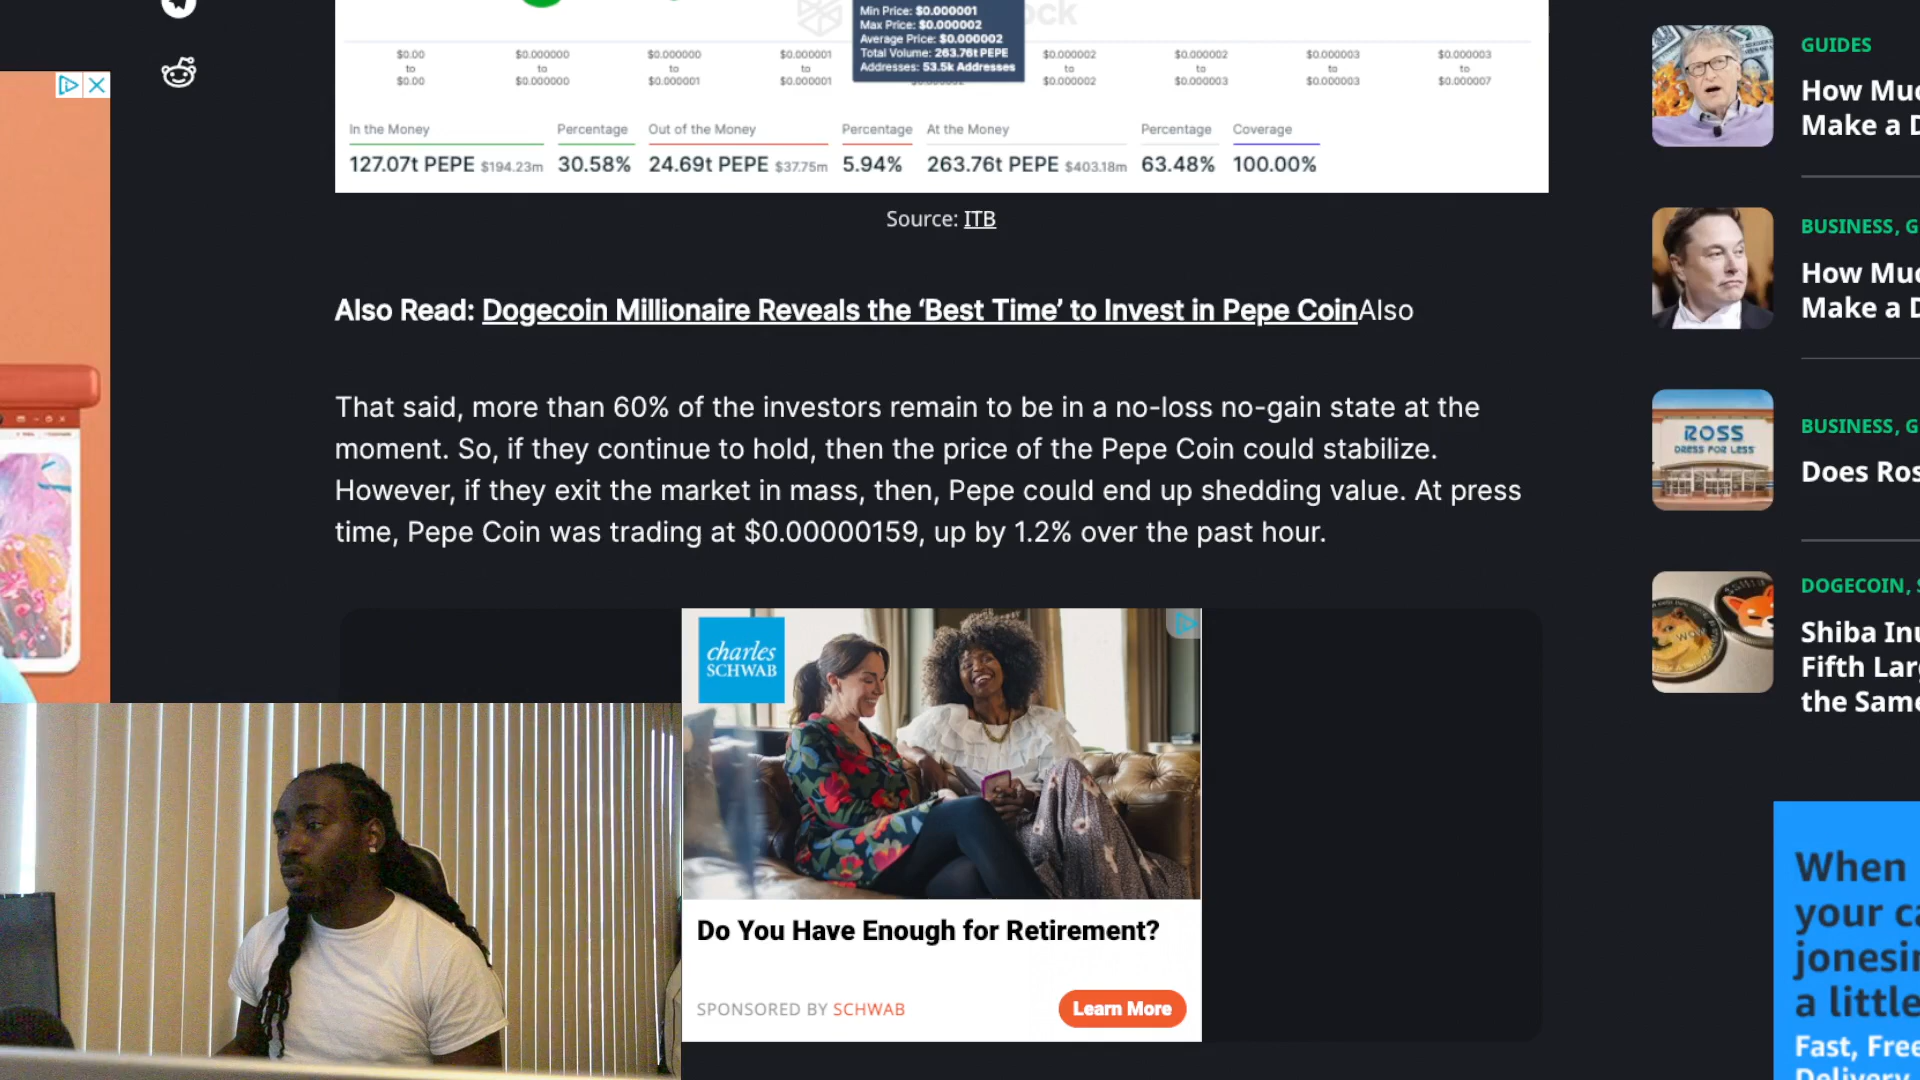 Min Price: $0.000001
Max Price: $0.000002
Average Price: $0.000002
Total Volume: 263.76t PEPE
Addresses: 53.5k Addresses
ock
$0.00 to $0.00
$0.000000 to $0.000000
$0.000000 to $0.000001
$0.000001 to $0.000001
$0.000002 to $0.000002
$0.000002 to $0.000003
$0.000003 to $0.000003
$0.000003 to $0.000007
In the Money Percentage Out of the Money Percentage At the Money Percentage Coverage
127.07t PEPE $194.23m 30.58% 24.69t PEPE $37.75m 5.94% 263.76t PEPE $403.18m 63.48% 100.00%
Source: ITB
Also Read: Dogecoin Millionaire Reveals the ‘Best Time’ to Invest in Pepe CoinAlso
That said, more than 60% of the investors remain to be in a no-loss no-gain state at the
moment. So, if they continue to hold, then the price of the Pepe Coin could stabilize.
However, if they exit the market in mass, then, Pepe could end up shedding value. At press
time, Pepe Coin was trading at $0.00000159, up by 1.2% over the past hour.
charles
SCHWAB
Do You Have Enough for Retirement?
SPONSORED BY SCHWAB
Learn More
GUIDES
How Muc
Make a D
BUSINESS, G
How Muc
Make a D
ROSS
DRESS FOR LESS
BUSINESS, G
Does Ros
WOW
DOGECOIN, S
Shiba Inu
Fifth Larg
the Same
When
your ca
jonesin
a little
Fast, Free
Delivery